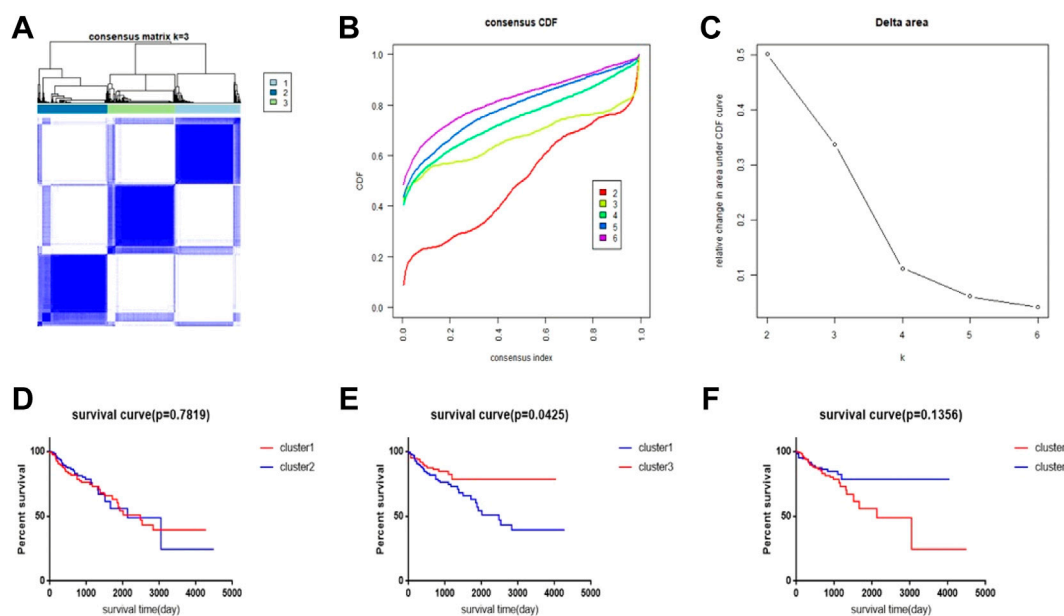 A
consensus matrix k=3
1
2
3
B
consensus CDF
CDF
1.0
0.8
0.6
0.4
0.2
0.0
2
3
4
5
6
0.0
0.2
0.4
0.6
0.8
1.0
consensus index
C
Delta area
relative change in area under CDF curve
0.5
0.4
0.3
0.2
0.1
2
3
4
5
6
k
D
survival curve(p=0.7819)
cluster1
cluster2
Percent survival
100
50
0
0
1000
2000
3000
4000
5000
survival time(day)
E
survival curve(p=0.0425)
cluster1
cluster3
Percent survival
100
50
0
0
1000
2000
3000
4000
5000
survival time(day)
F
survival curve(p=0.1356)
cluster
cluster
Percent survival
100
50
0
0
1000
2000
3000
4000
5000
survival time(day)